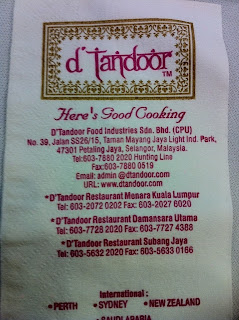 d'Tandoor
TM
Here's Good Cooking
D'Tandoor Food Industries Sdn. Bhd. (CPU)
No. 39, Jalan SS26/15, Taman Mayang Jaya Light Ind. Park,
47301 Petaling Jaya, Selangor, Malaysia.
Tel:603-7880 2020 Hunting Line
Fax:603-7880 0519
Email: admin @dtandoor.com
URL: www.dtandoor.com
• D'Tandoor Restaurant Menara Kuala Lumpur
Tel: 603-2072 0202 Fax: 603-2027 6020
• D'Tandoor Restaurant Damansara Utama
Tel: 603-7728 2020 Fax: 603-7727 4388
• D'Tandoor Restaurant Subang Jaya
Tel: 603-5632 2020 Fax: 603-5633 0166
International :
• PERTH • SYDNEY • NEW ZEALAND
SAUDI ARABIA